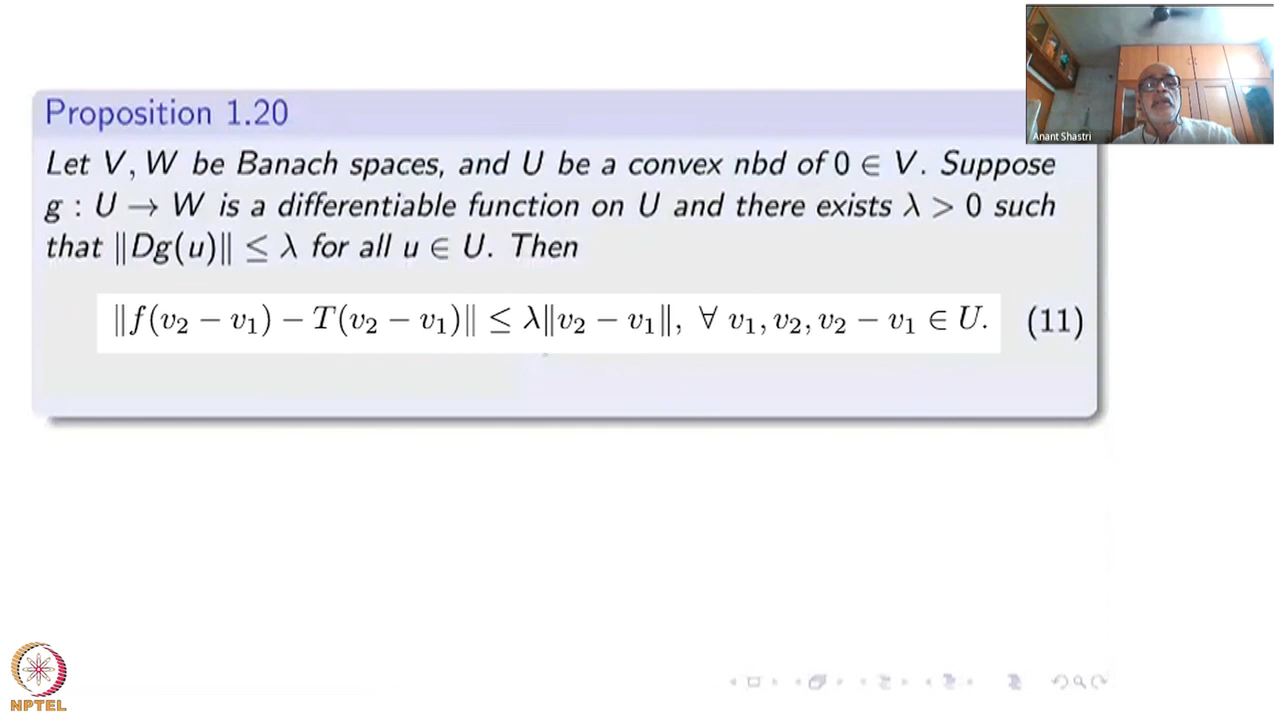 Anant Shastri
Proposition 1.20
Let V, W be Banach spaces, and U be a convex nbd of 0 ∈ V. Suppose
g : U → W is a differentiable function on U and there exists λ > 0 such
that ‖Dg(u)‖ ≤ λ for all u ∈ U. Then
‖f(v₂ − v₁) − T(v₂ − v₁)‖ ≤ λ‖v₂ − v₁‖, ∀ v₁, v₂, v₂ − v₁ ∈ U. (11)
NPTEL